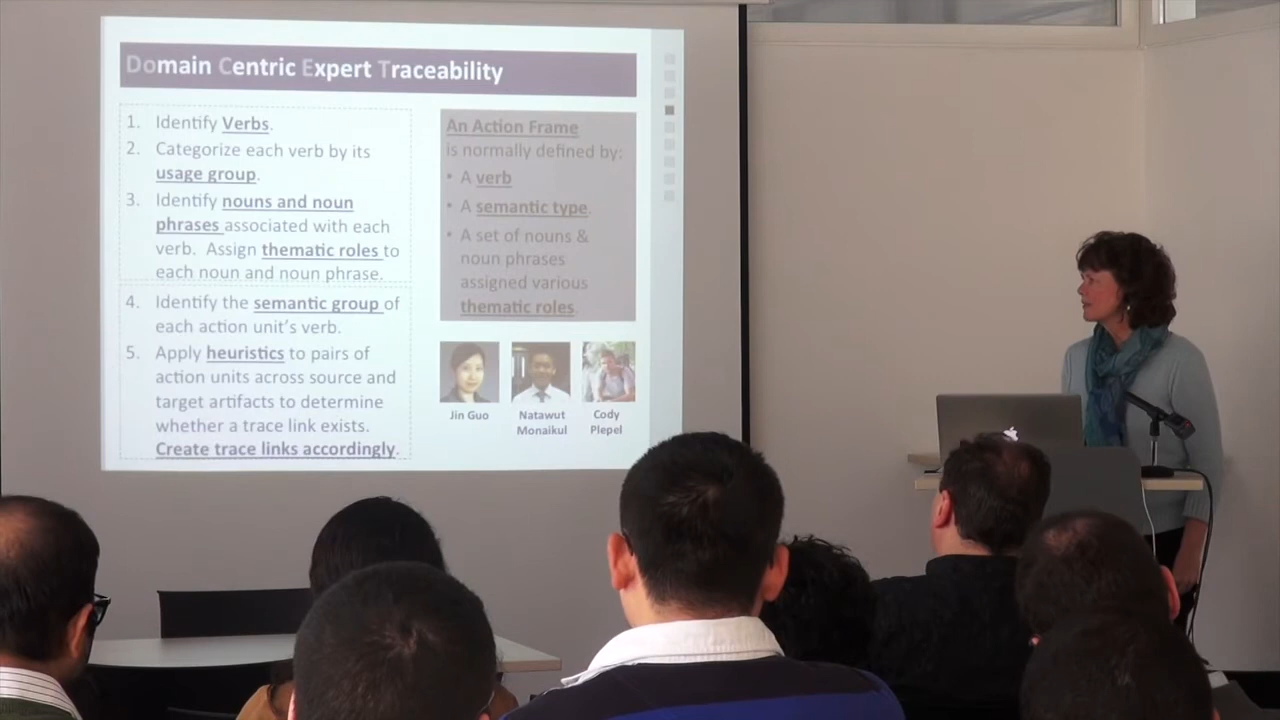 Domain Centric Expert Traceability
1. Identify Verbs.
2. Categorize each verb by its
usage group.
3. Identify nouns and noun
phrases associated with each
verb. Assign thematic roles to
each noun and noun phrase.
4. Identify the semantic group of
each action unit's verb.
5. Apply heuristics to pairs of
action units across source and
target artifacts to determine
whether a trace link exists.
Create trace links accordingly.
An Action Frame
is normally defined by:
• A verb
• A semantic type.
• A set of nouns &
noun phrases
assigned various
thematic roles.
Jin Guo
Natawut
Monaikul
Cody
Plepel